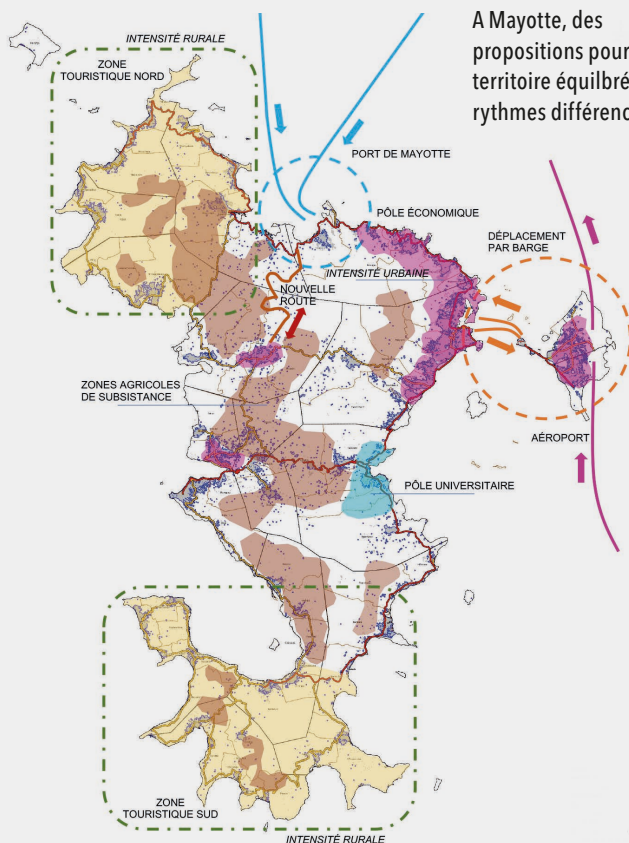 A Mayotte, des
propositions pour
territoire équilbré
rythmes différenc
INTENSITÉ RURALE
ZONE
TOURISTIQUE NORD
PORT DE MAYOTTE
PÔLE ÉCONOMIQUE
DÉPLACEMENT
PAR BARGE
INTENSITÉ URBAINE
NOUVELLE
ROUTE
ZONES AGRICOLES
DE SUBSISTANCE
AÉROPORT
PÔLE UNIVERSITAIRE
ZONE
TOURISTIQUE SUD
INTENSITÉ RURALE